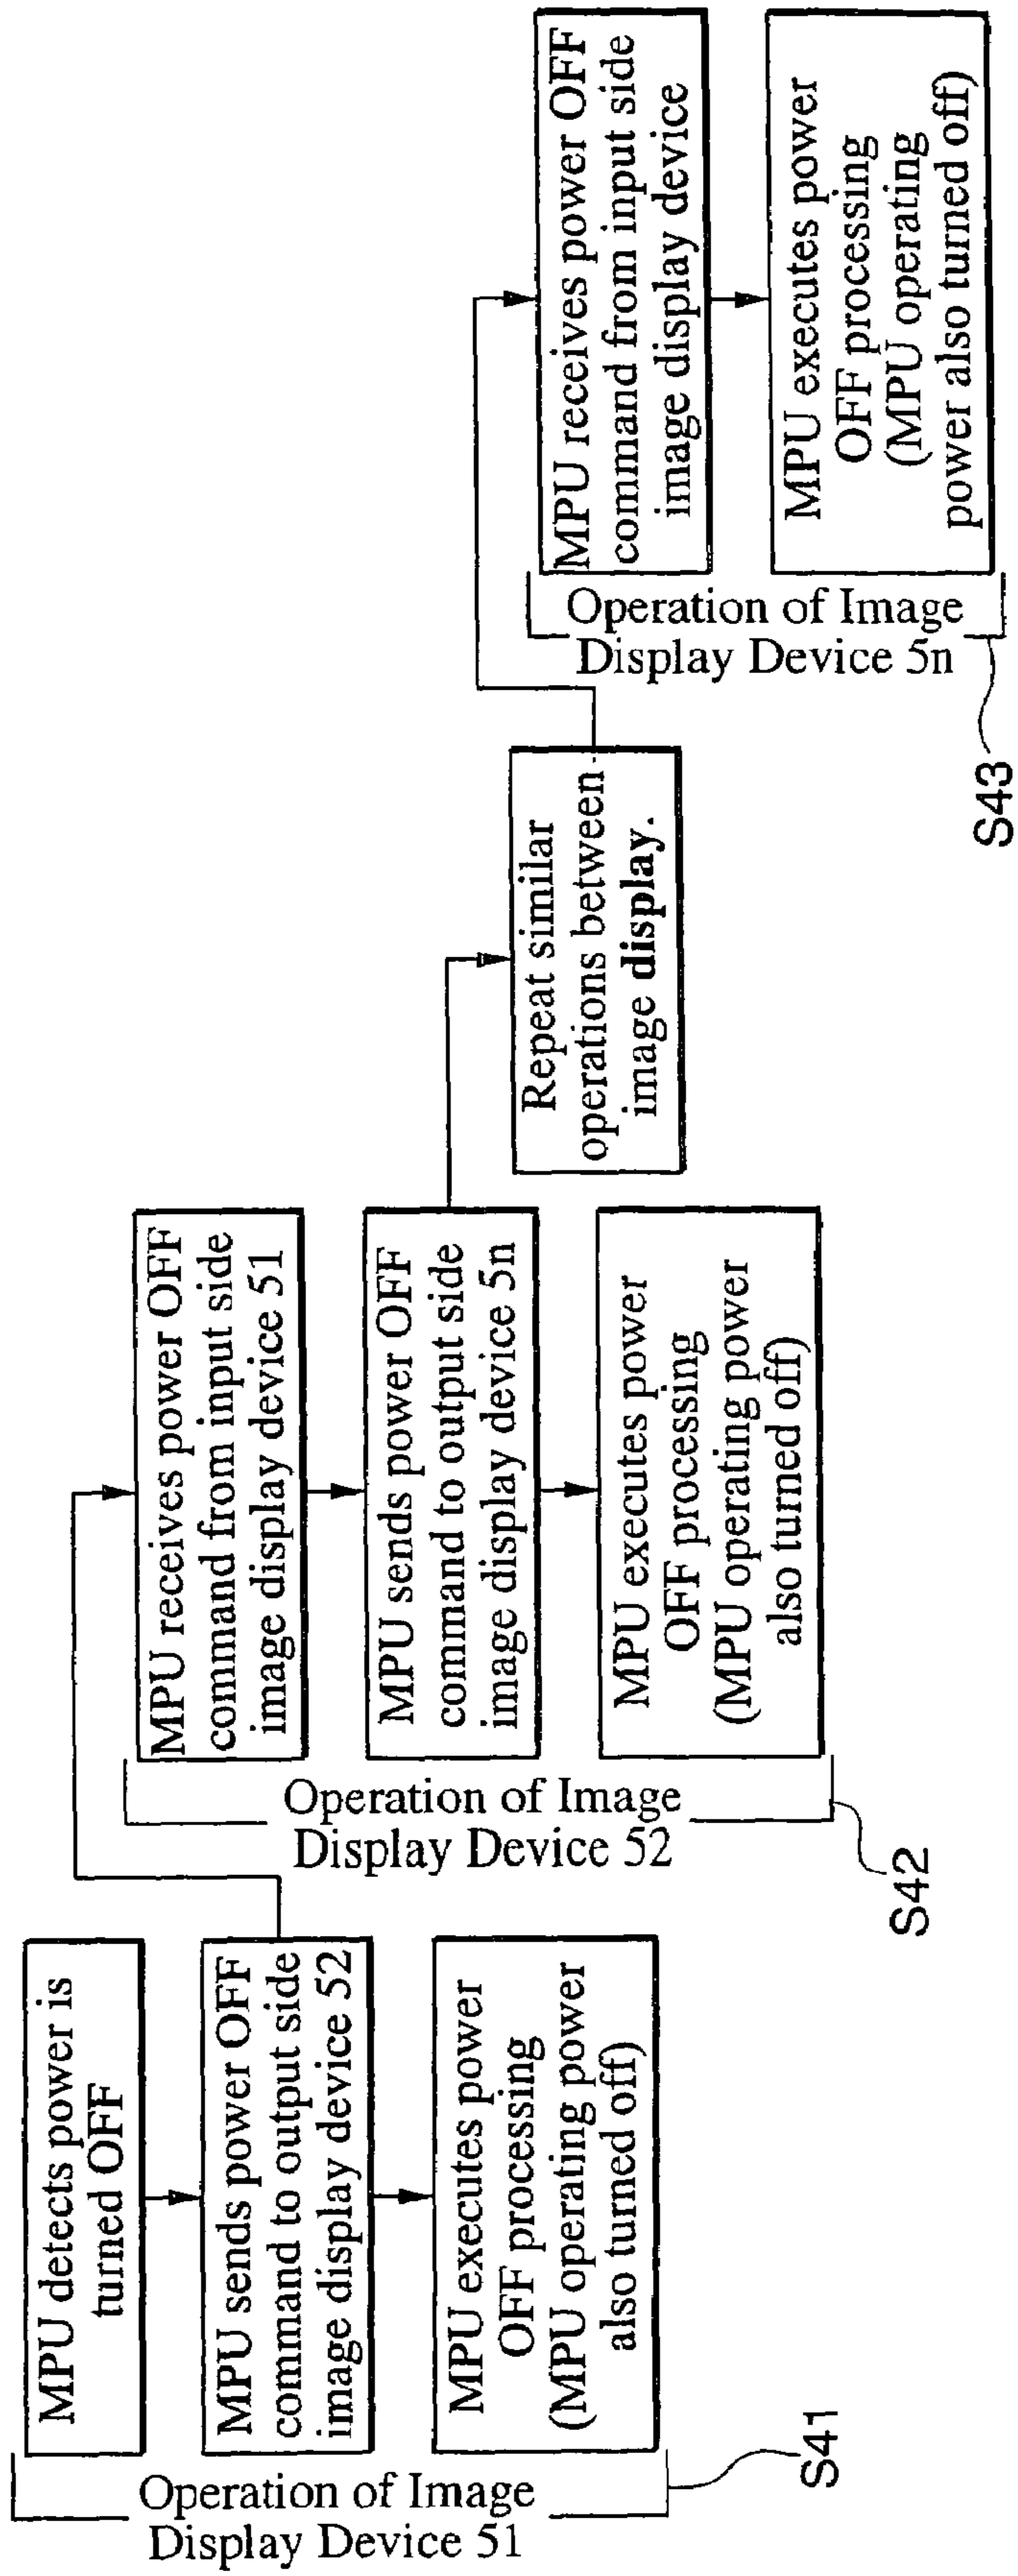 MPU detects power is
turned OFF
MPU sends power OFF
command to output side
image display device 52
MPU executes power
OFF processing
(MPU operating power
also turned off)
Operation of Image
Display Device 51
S41
MPU receives power OFF
command from input side
image display device 51
MPU sends power OFF
command to output side
image display device 5n
MPU executes power
OFF processing
(MPU operating power
also turned off)
Operation of Image
Display Device 52
S42
Repeat similar
operations between
image display.
MPU receives power OFF
command from input side
image display device
MPU executes power
OFF processing
(MPU operating
power also turned off)
Operation of Image
Display Device 5n
S43